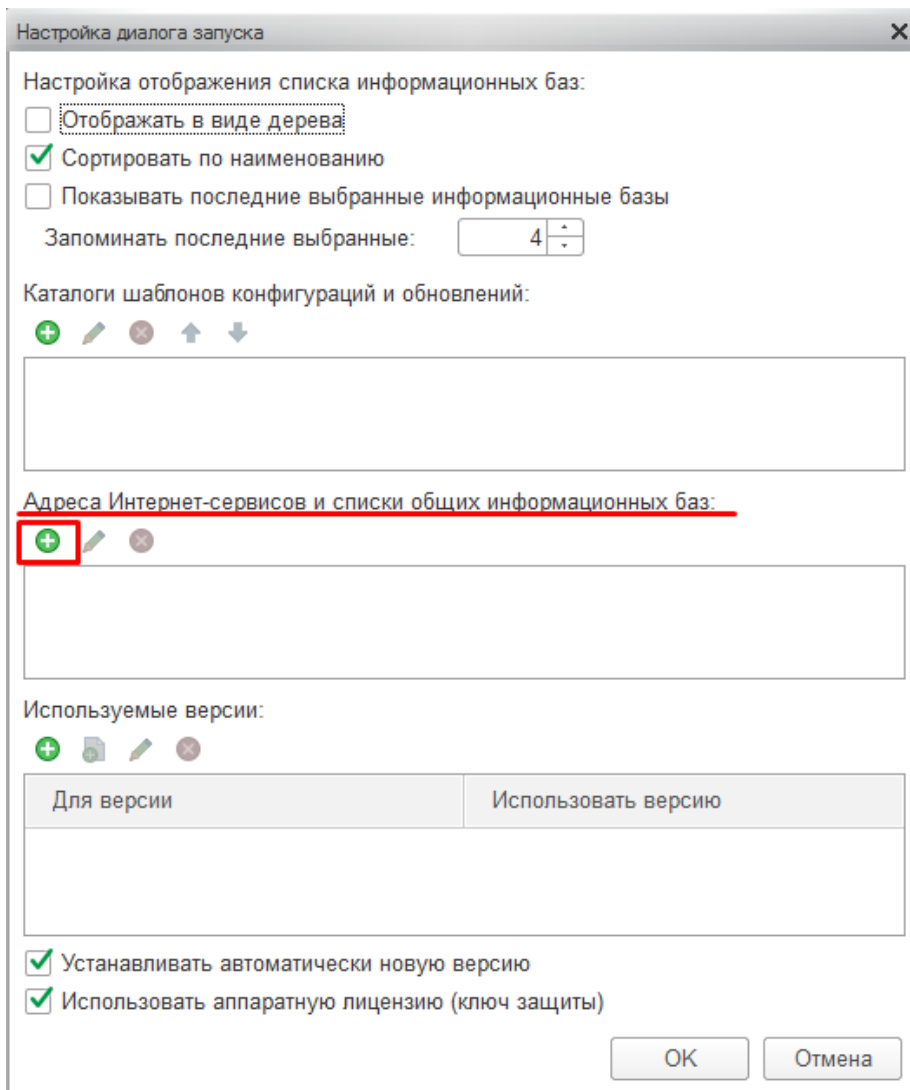 Настройка диалога запуска
Настройка отображения списка информационных баз:
Отображать в виде дерева
Сортировать по наименованию
Показывать последние выбранные информационные базы
Запоминать последние выбранные: 4
Каталоги шаблонов конфигураций и обновлений:
Адреса Интернет-сервисов и списки общих информационных баз:
Используемые версии:
Для версии Использовать версию
Устанавливать автоматически новую версию
Использовать аппаратную лицензию (ключ защиты)
OK Отмена